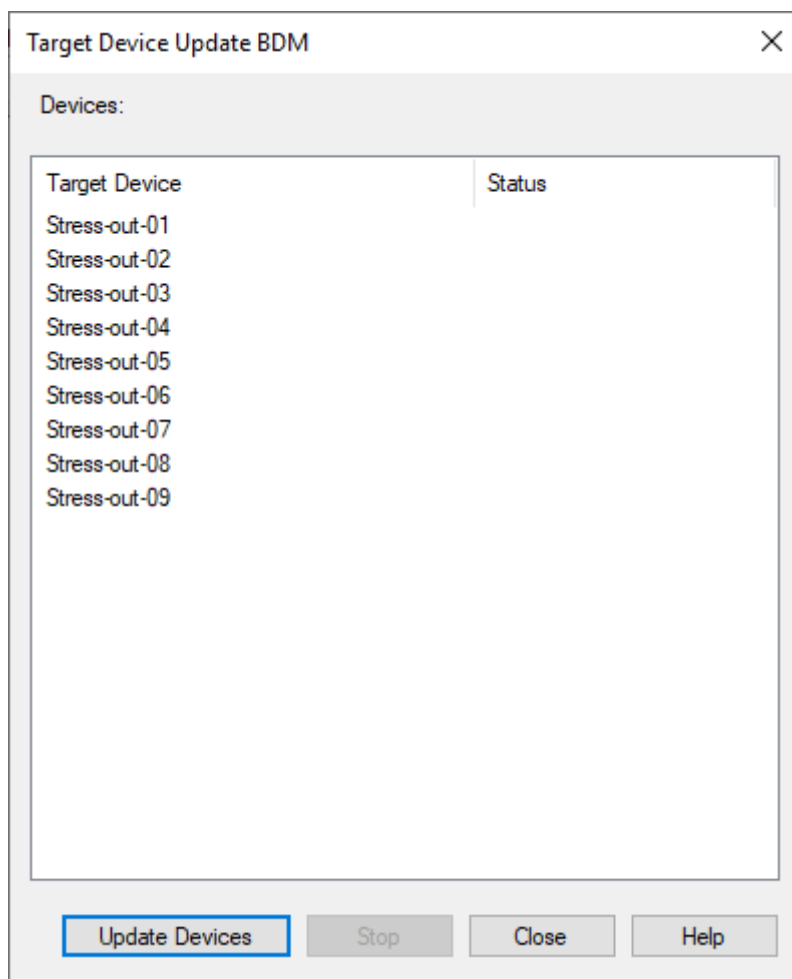 Target Device Update BDM
Devices:
Target Device Status
Stress-out-01
Stress-out-02
Stress-out-03
Stress-out-04
Stress-out-05
Stress-out-06
Stress-out-07
Stress-out-08
Stress-out-09
Update Devices Stop Close Help